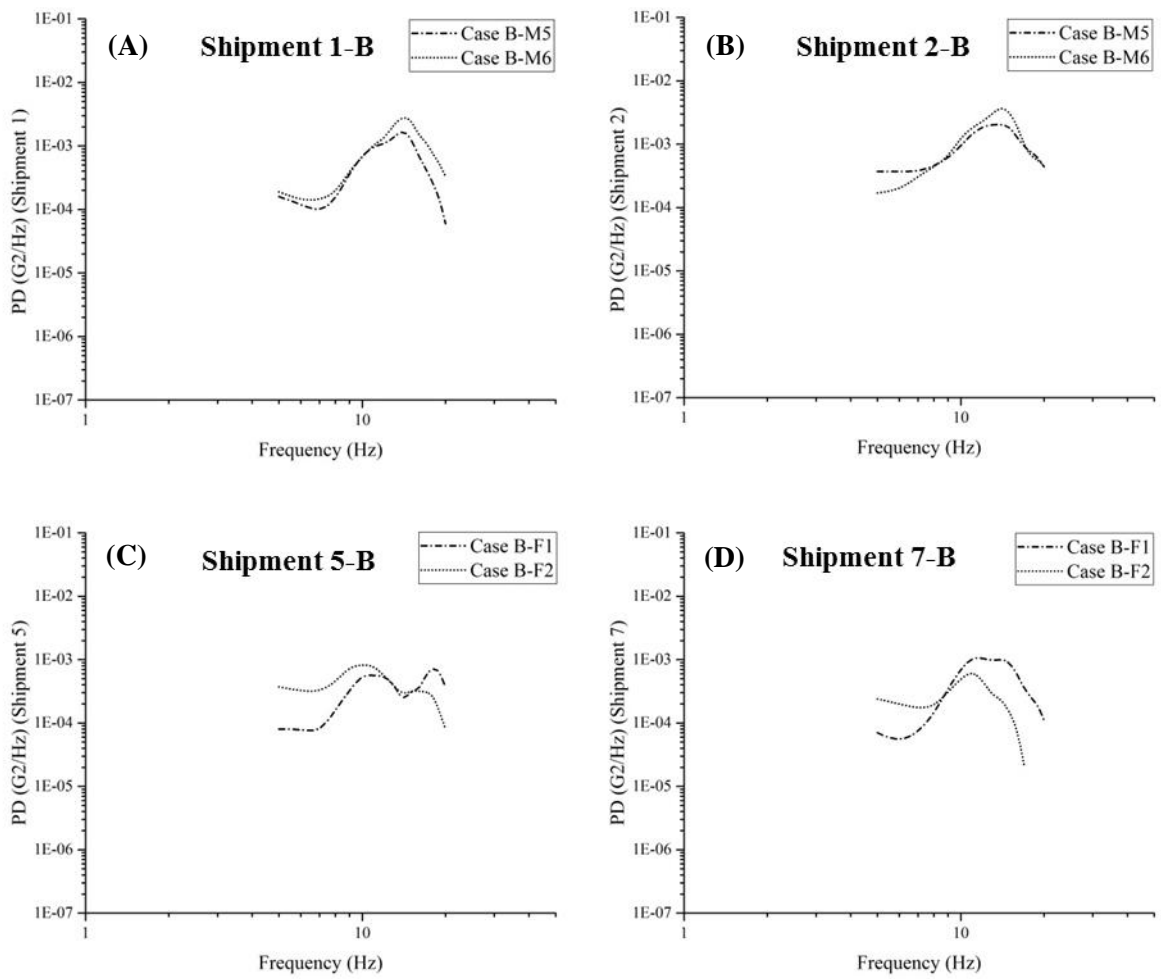 (A)
Shipment 1-B
Case B-M5
Case B-M6
1E-01
1E-02
1E-03
1E-04
1E-05
1E-06
1E-07
PD (G2/Hz) (Shipment 1)
1
10
Frequency (Hz)
(B)
Shipment 2-B
Case B-M5
Case B-M6
1E-01
1E-02
1E-03
1E-04
1E-05
1E-06
1E-07
PD (G2/Hz) (Shipment 2)
1
10
Frequency (Hz)
(C)
Shipment 5-B
Case B-F1
Case B-F2
1E-01
1E-02
1E-03
1E-04
1E-05
1E-06
1E-07
PD (G2/Hz) (Shipment 5)
1
10
Frequency (Hz)
(D)
Shipment 7-B
Case B-F1
Case B-F2
1E-01
1E-02
1E-03
1E-04
1E-05
1E-06
1E-07
PD (G2/Hz) (Shipment 7)
1
10
Frequency (Hz)